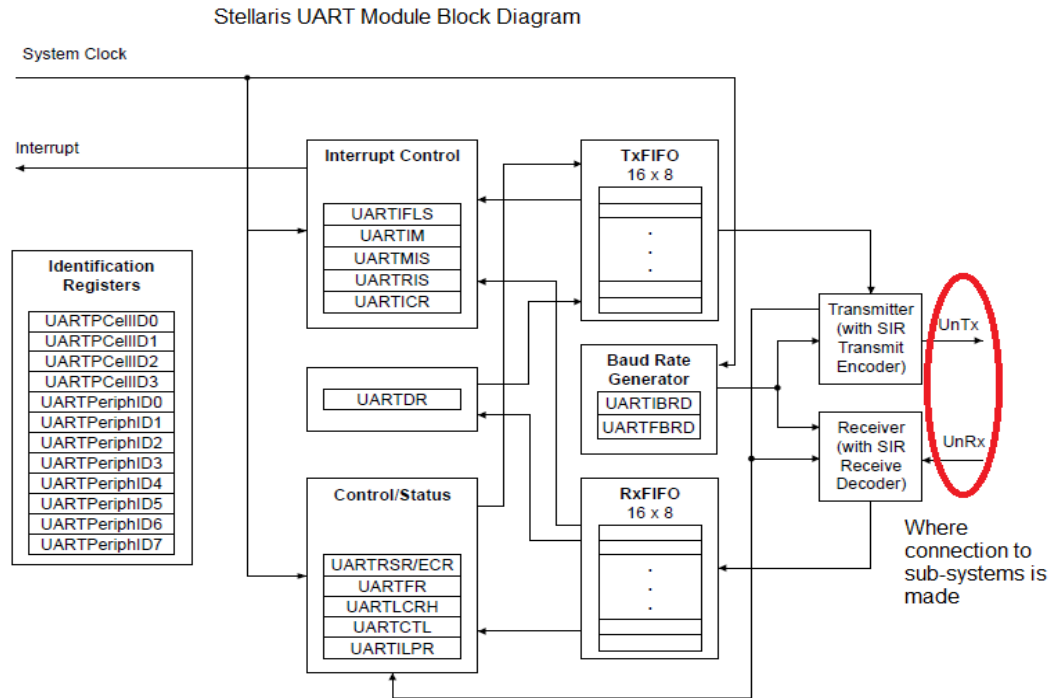 Stellaris UART Module Block Diagram
System Clock
Interrupt
Interrupt Control
UARTIFLS
UARTIM
UARTMIS
UARTRIS
UARTICR
TxFIFO
16 x 8
.
.
.
Identification
Registers
UARTPCellID0
UARTPCellID1
UARTPCellID2
UARTPCellID3
UARTPeriphID0
UARTPeriphID1
UARTPeriphID2
UARTPeriphID3
UARTPeriphID4
UARTPeriphID5
UARTPeriphID6
UARTPeriphID7
UARTDR
Baud Rate
Generator
UARTIBRD
UARTFBRD
Transmitter
(with SIR
Transmit
Encoder)
UnTx
Receiver
(with SIR
Receive
Decoder)
UnRx
Control/Status
UARTRSR/ECR
UARTFR
UARTLCRH
UARTCTL
UARTILPR
RxFIFO
16 x 8
.
.
.
Where
connection to
sub-systems is
made